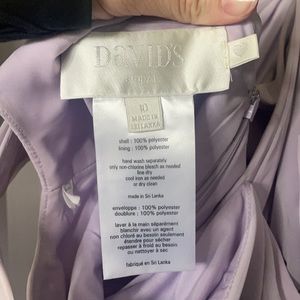 DAVID'S
10
MADE IN
SRI LANKA
shell : 100% polyester
lining : 100% polyester
hand wash separately
only non-chlorine bleach as needed
line dry
cool iron as needed
or dry clean
made in Sri Lanka
enveloppe : 100% polyester
doublure : 100% polyester
laver à la main séparément
blanchir avec un agent
non chloré au besoin seulement
étendre pour sécher
repasser à froid au besoin
ou nettoyer à sec
fabriqué en Sri Lanka